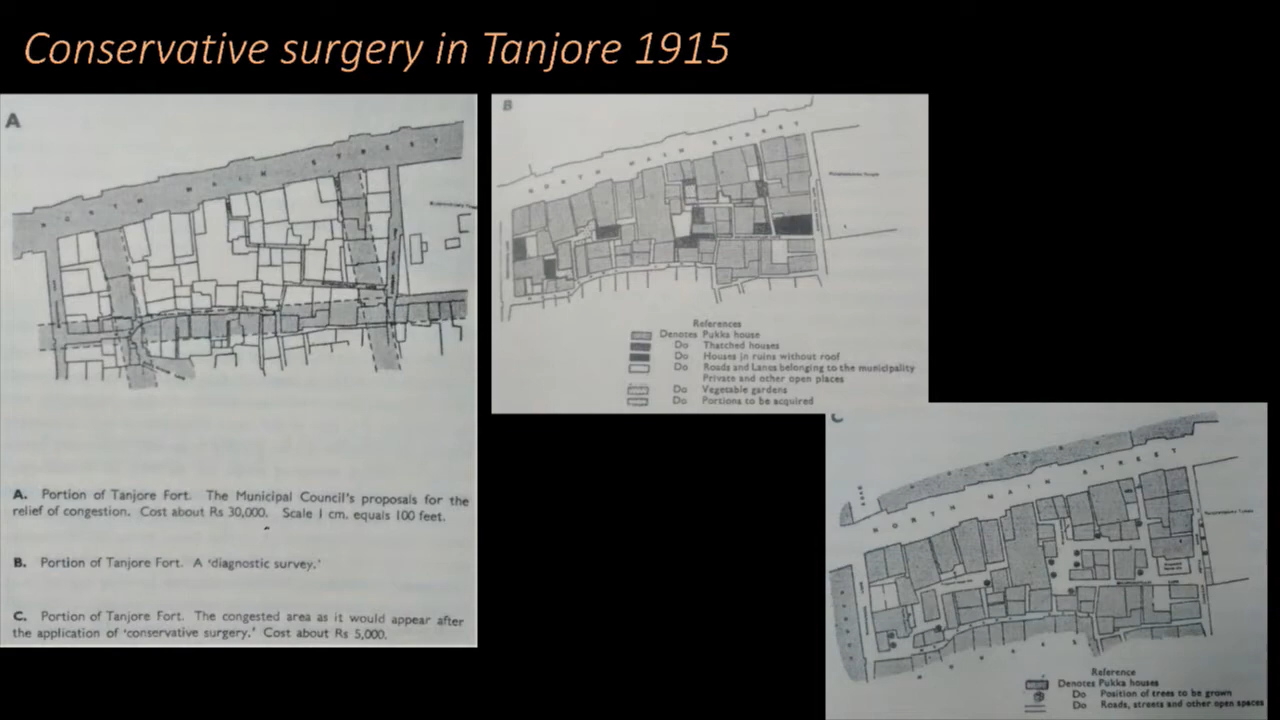 Conservative surgery in Tanjore 1915
A
NORTH MAIN STREET
A. Portion of Tanjore Fort. The Municipal Council's proposals for the
relief of congestion. Cost about Rs 30,000. Scale 1 cm. equals 100 feet.
B. Portion of Tanjore Fort. A 'diagnostic survey.'
C. Portion of Tanjore Fort. The congested area as it would appear after
the application of 'conservative surgery.' Cost about Rs 5,000.
B
NORTH MAIN STREET
References
Denotes Pukka house
Do Thatched houses
Do Houses in ruins without roof
Do Roads and Lanes belonging to the municipality
Private and other open places
Do Vegetable gardens
Do Portions to be acquired
C
NORTH MAIN STREET
Reference
Denotes Pukka houses
Do Position of trees to be grown
Do Roads, streets and other open spaces